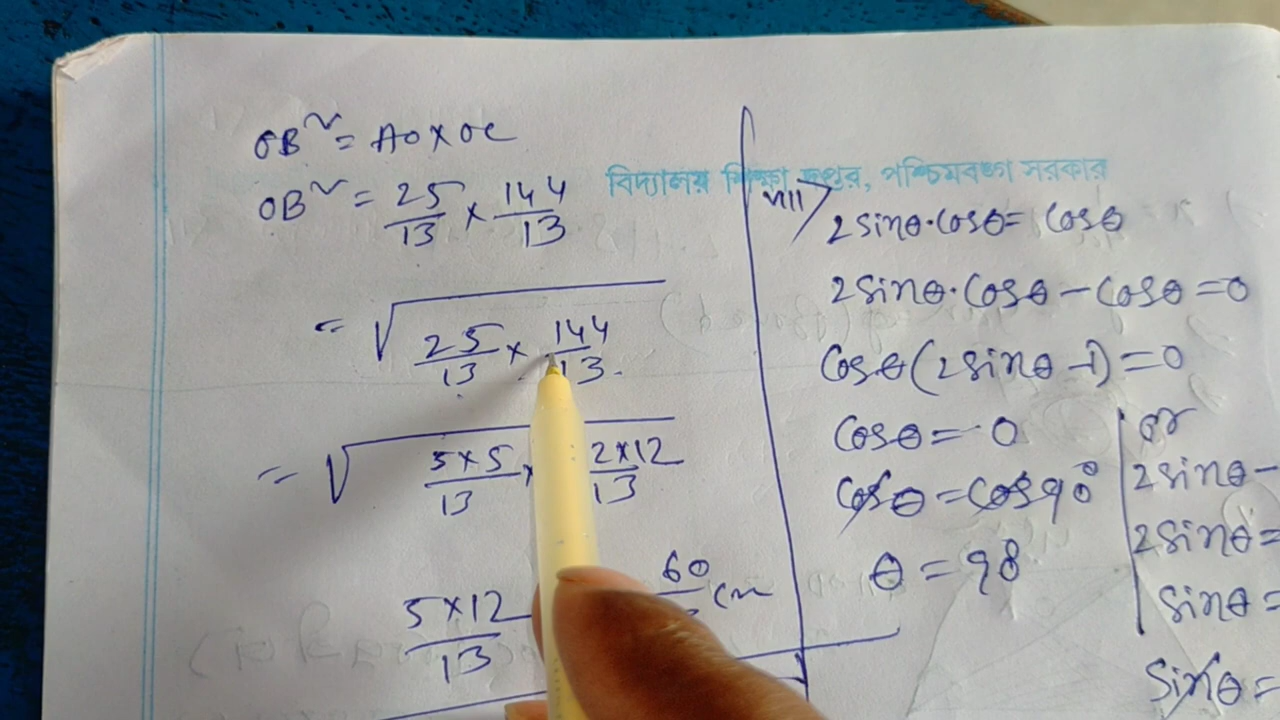 OB² = AO × OC
OB² = 25/13 × 144/13
= √(25/13 × 144/13)
= √(5×5/13 × 2×12/13)
5×12/13
60 cm
বিদ্যালয় শিক্ষা দপ্তর, পশ্চিমবঙ্গ সরকার
VII>
2sinθ·cosθ = cosθ
2sinθ·cosθ − cosθ = 0
cosθ(2sinθ − 1) = 0
cosθ = 0
cosθ = cos90°
θ = 90°
or
2sinθ −
2sinθ =
sinθ =
sinθ =